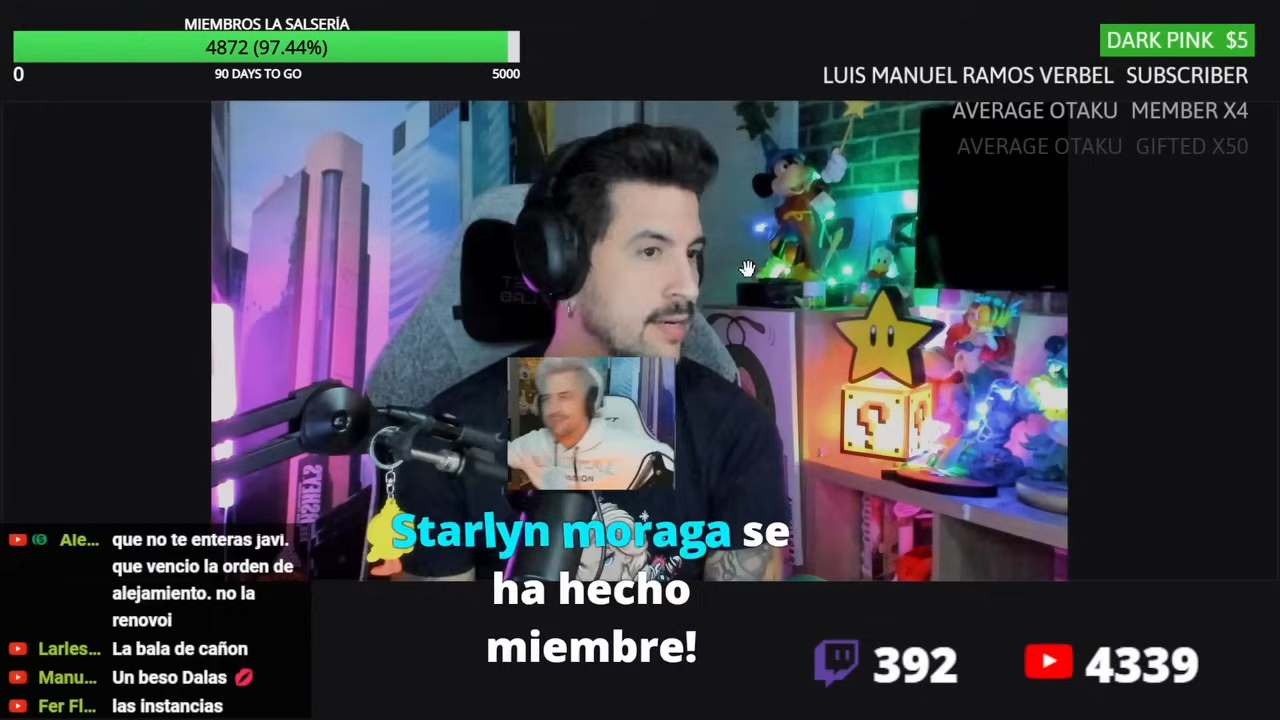 MIEMBROS LA SALSERÍA
4872 (97.44%)
0
90 DAYS TO GO
5000
DARK PINK $5
LUIS MANUEL RAMOS VERBEL SUBSCRIBER
AVERAGE OTAKU MEMBER X4
AVERAGE OTAKU GIFTED X50
Starlyn moraga se
ha hecho
miembre!
Ale... que no te enteras javi.
que vencio la orden de
alejamiento. no la
renovoi
Larles... La bala de cañon
Manu... Un beso Dalas 💋
Fer Fl... las instancias
392
4339